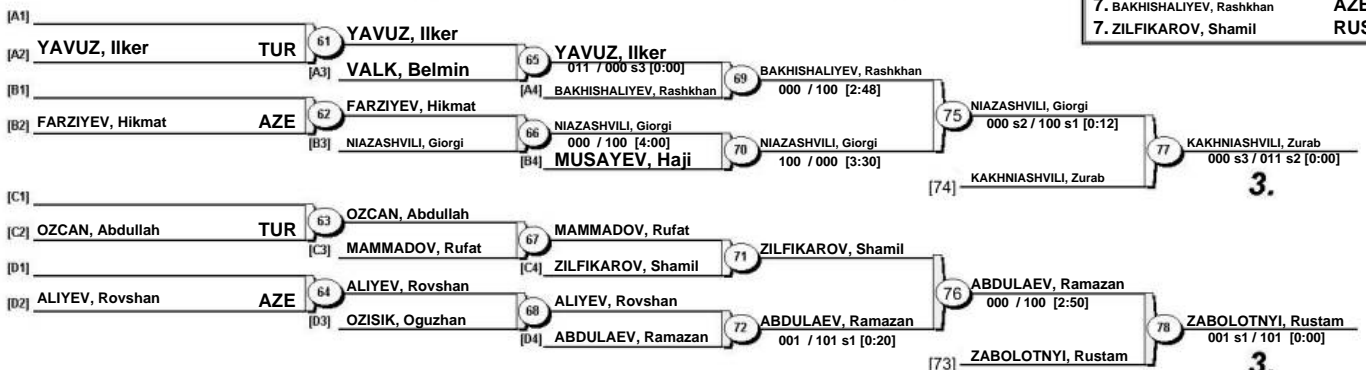 7. BAKHISHALIYEV, Rashkhan AZE
7. ZILFIKAROV, Shamil RUS
[A1]
[A2] YAVUZ, Ilker TUR
61
YAVUZ, Ilker
[A3] VALK, Belmin
65
YAVUZ, Ilker
011 / 000 s3 [0:00]
[A4] BAKHISHALIYEV, Rashkhan
69
BAKHISHALIYEV, Rashkhan
000 / 100 [2:48]
[B1]
[B2] FARZIYEV, Hikmat AZE
62
FARZIYEV, Hikmat
[B3] NIAZASHVILI, Giorgi
66
NIAZASHVILI, Giorgi
000 / 100 [4:00]
[B4] MUSAYEV, Haji
70
NIAZASHVILI, Giorgi
100 / 000 [3:30]
75
NIAZASHVILI, Giorgi
000 s2 / 100 s1 [0:12]
[74] KAKHNIASHVILI, Zurab
77
KAKHNIASHVILI, Zurab
000 s3 / 011 s2 [0:00]
3.
[C1]
[C2] OZCAN, Abdullah TUR
63
OZCAN, Abdullah
[C3] MAMMADOV, Rufat
67
MAMMADOV, Rufat
[C4] ZILFIKAROV, Shamil
71
ZILFIKAROV, Shamil
[D1]
[D2] ALIYEV, Rovshan AZE
64
ALIYEV, Rovshan
[D3] OZISIK, Oguzhan
68
ALIYEV, Rovshan
[D4] ABDULAEV, Ramazan
72
ABDULAEV, Ramazan
001 / 101 s1 [0:20]
76
ABDULAEV, Ramazan
000 / 100 [2:50]
[73] ZABOLOTNYI, Rustam
78
ZABOLOTNYI, Rustam
001 s1 / 101 [0:00]
3.